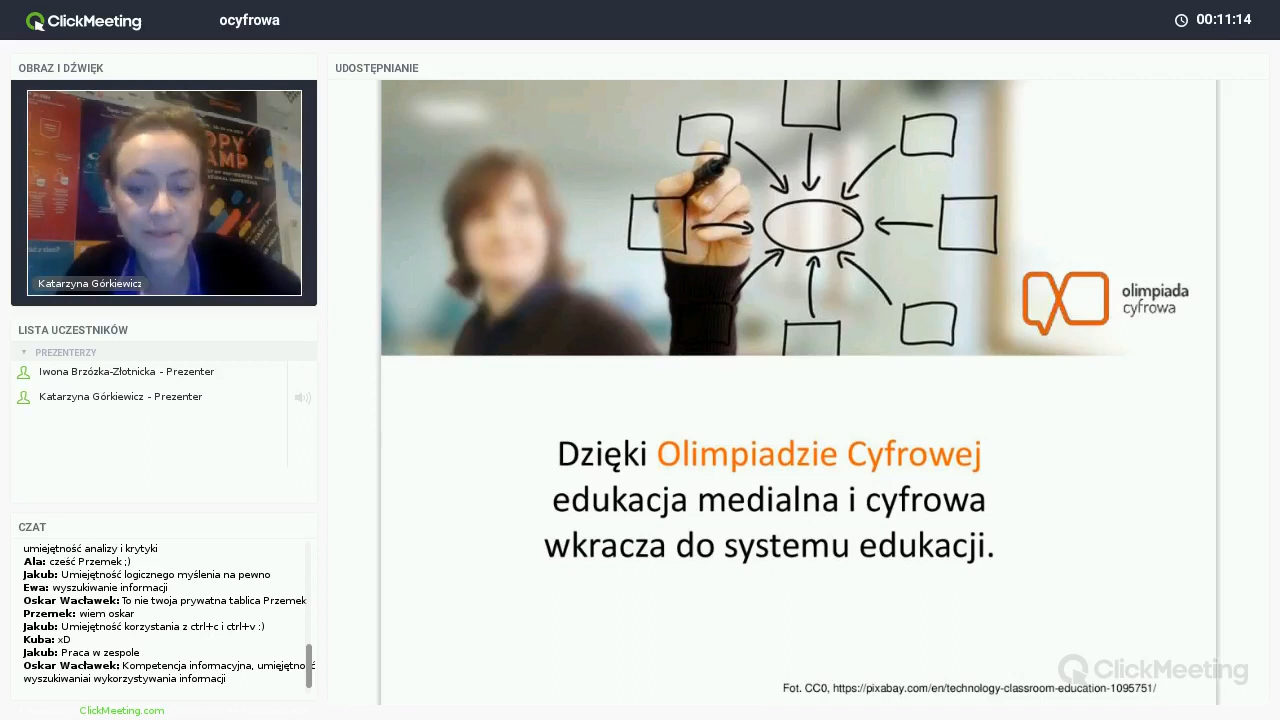 ClickMeeting
ocyfrowa
00:11:14
OBRAZ I DŹWIĘK
Katarzyna Górkiewicz
LISTA UCZESTNIKÓW
PREZENTERZY
Iwona Brzózka-Złotnicka - Prezenter
Katarzyna Górkiewicz - Prezenter
CZAT
umiejętność analizy i krytyki
Ala: cześć Przemek ;)
Jakub: Umiejętność logicznego myślenia na pewno
Ewa: wyszukiwanie informacji
Oskar Wacławek: To nie twoja prywatna tablica Przemek
Przemek: wiem oskar
Jakub: Umiejętność korzystania z ctrl+c i ctrl+v :)
Kuba: xD
Jakub: Praca w zespole
Oskar Wacławek: Kompetencja informacyjna, umięjętność
wyszukiwaniai wykorzystywania informacji
ClickMeeting.com
UDOSTĘPNIANIE
olimpiada
cyfrowa
Dzięki Olimpiadzie Cyfrowej
edukacja medialna i cyfrowa
wkracza do systemu edukacji.
ClickMeeting
Fot. CC0, https://pixabay.com/en/technology-classroom-education-1095751/